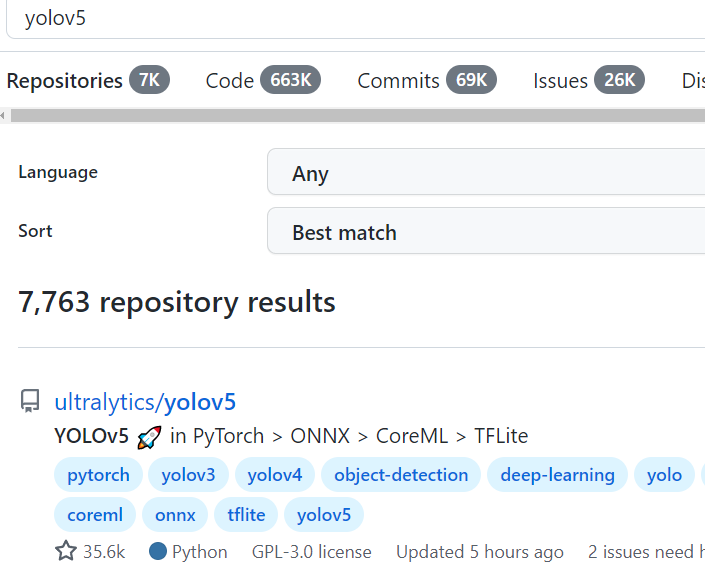 yolov5
Repositories 7K Code 663K Commits 69K Issues 26K
Language Any
Sort Best match
7,763 repository results
ultralytics/yolov5
YOLOv5 🚀 in PyTorch > ONNX > CoreML > TFLite
pytorch yolov3 yolov4 object-detection deep-learning yolo
coreml onnx tflite yolov5
35.6k Python GPL-3.0 license Updated 5 hours ago 2 issues need